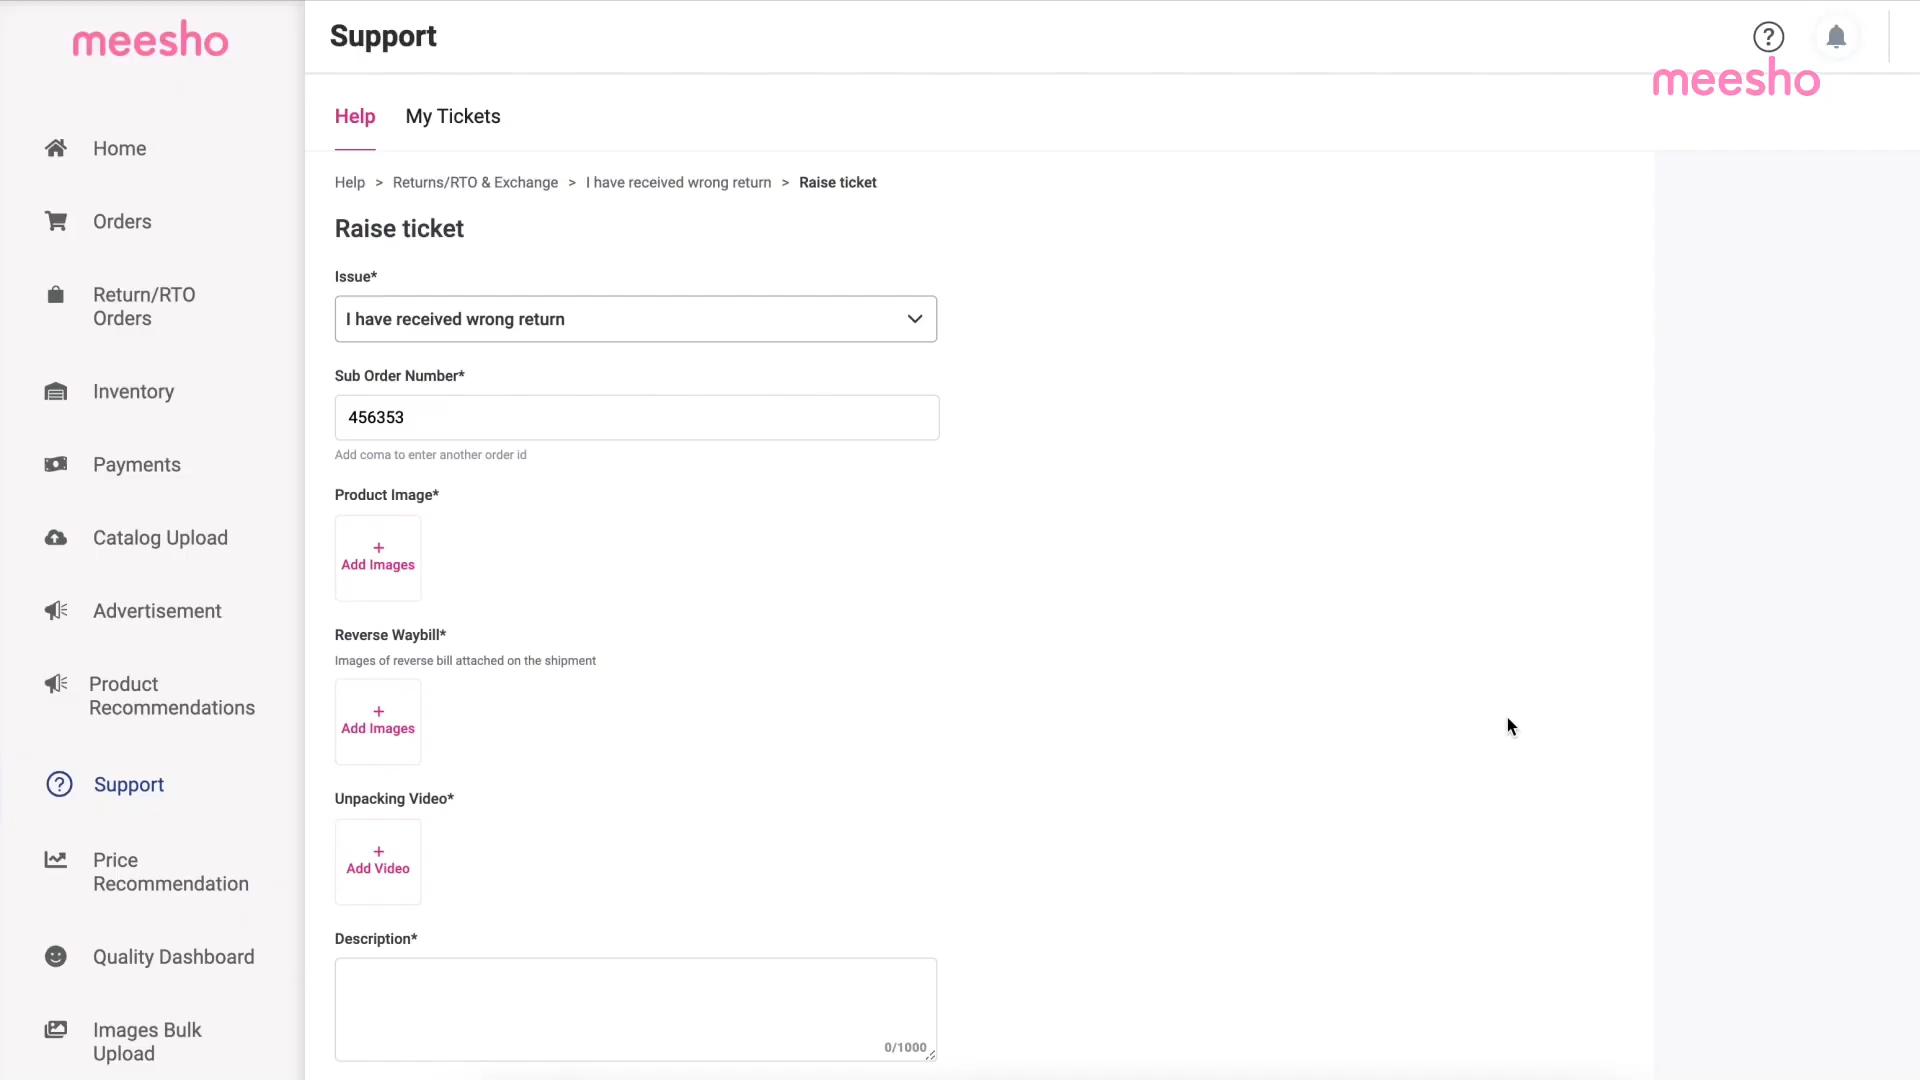 meesho
Support
meesho
Help My Tickets
Home
Orders
Return/RTO
Orders
Inventory
Payments
Catalog Upload
Advertisement
Product
Recommendations
Support
Price
Recommendation
Quality Dashboard
Images Bulk
Upload
Help > Returns/RTO & Exchange > I have received wrong return > Raise ticket
Raise ticket
Issue*
I have received wrong return
Sub Order Number*
456353
Add coma to enter another order id
Product Image*
+
Add Images
Reverse Waybill*
Images of reverse bill attached on the shipment
+
Add Images
Unpacking Video*
+
Add Video
Description*
0/1000